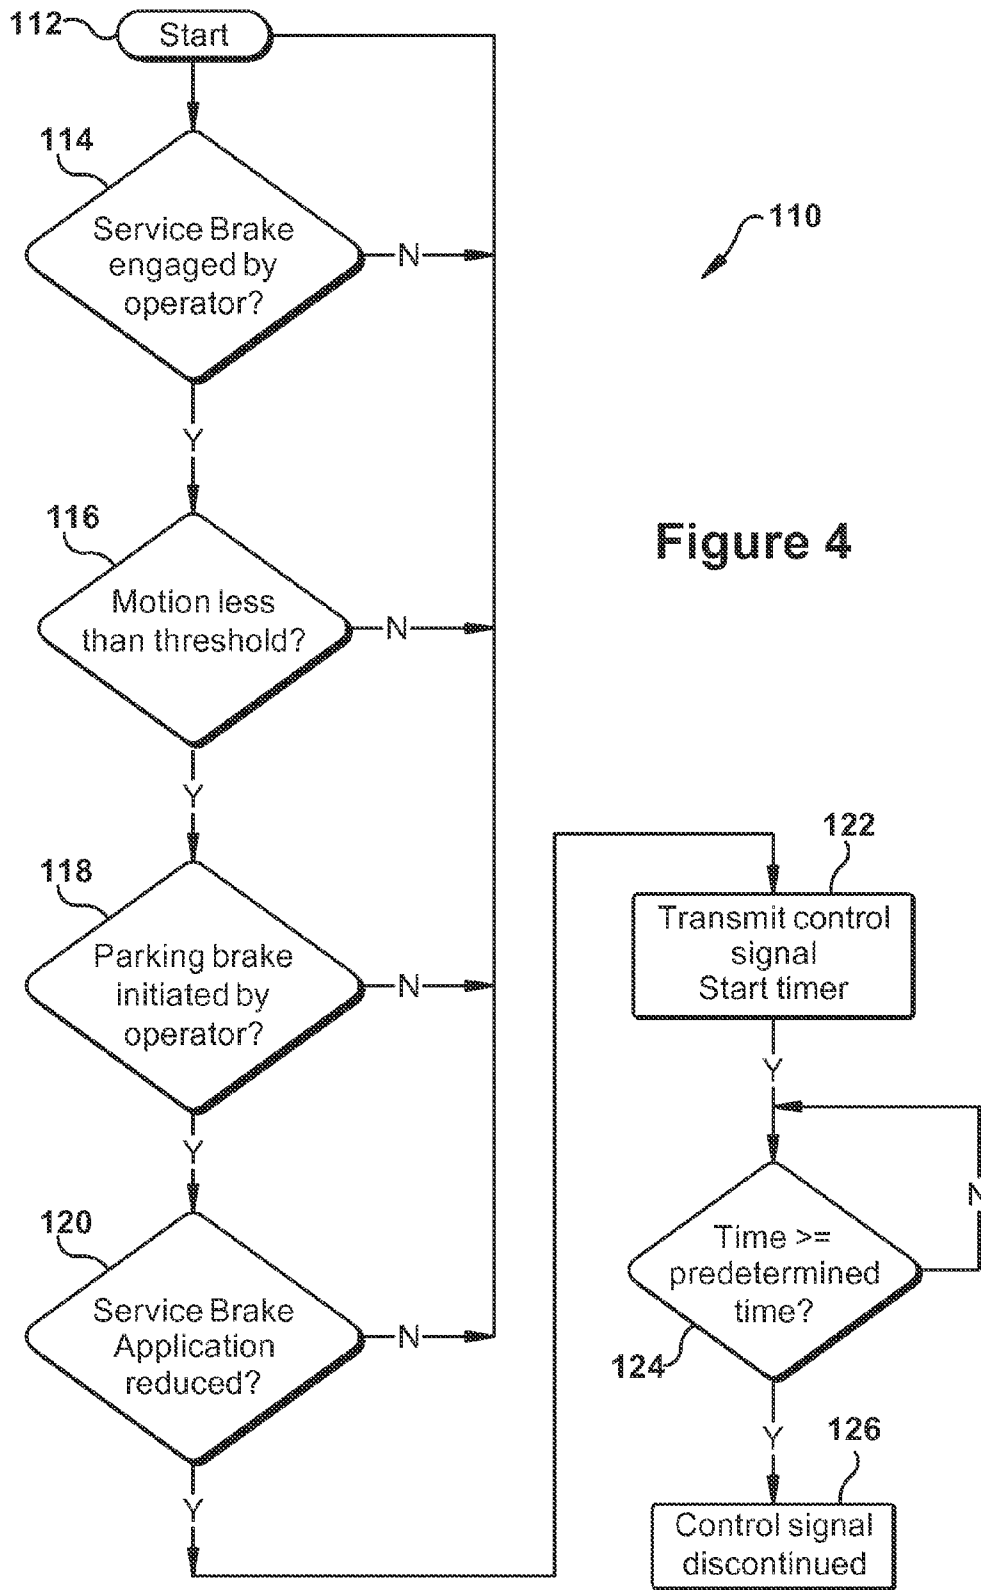 112
Start
114
Service Brake
engaged by
operator?
N
Y
110
116
Motion less
than threshold?
N
Y
Figure 4
118
Parking brake
initiated by
operator?
N
Y
120
Service Brake
Application
reduced?
N
Y
122
Transmit control
signal
Start timer
Y
Time >=
predetermined
time?
N
124
Y
126
Control signal
discontinued